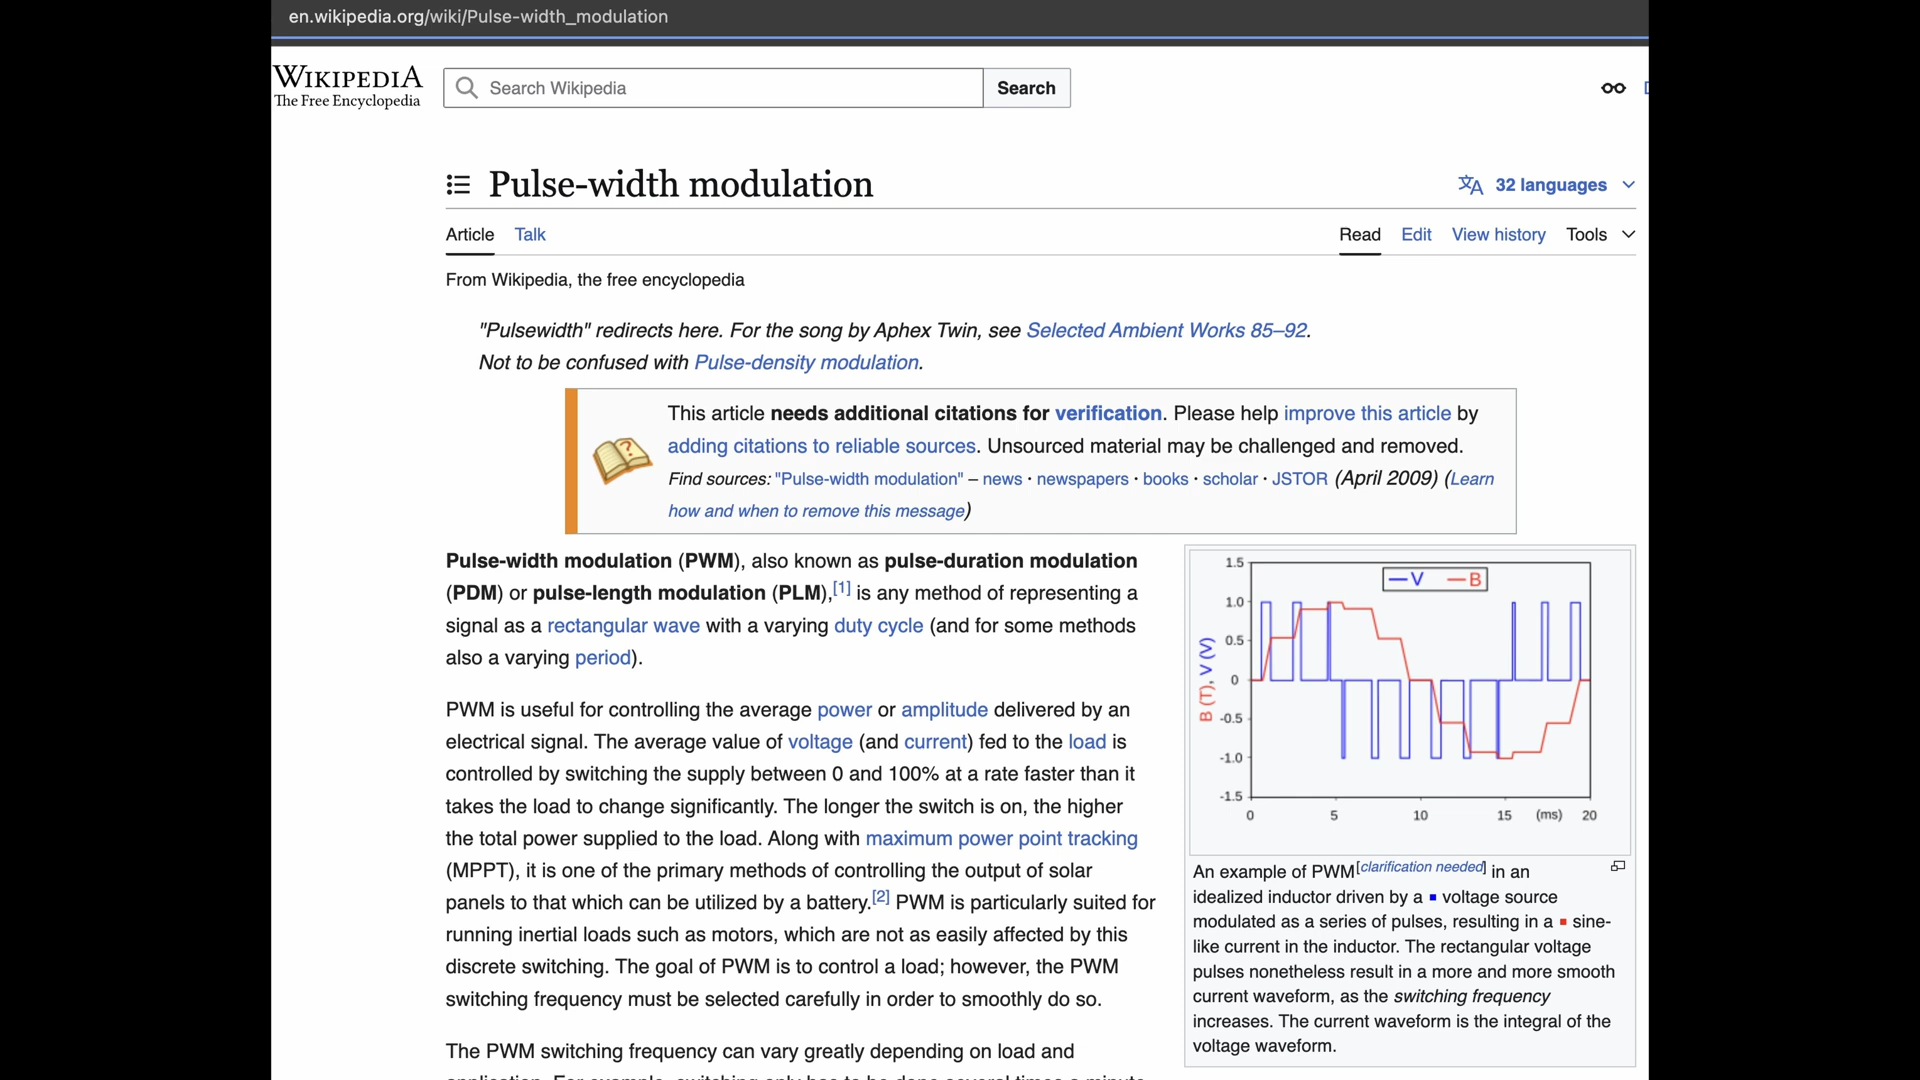 en.wikipedia.org/wiki/Pulse-width_modulation
WIKIPEDIA
The Free Encyclopedia
Search Wikipedia
Search
Pulse-width modulation
32 languages
Article Talk
Read Edit View history Tools
From Wikipedia, the free encyclopedia
"Pulsewidth" redirects here. For the song by Aphex Twin, see Selected Ambient Works 85–92.
Not to be confused with Pulse-density modulation.
This article needs additional citations for verification. Please help improve this article by
adding citations to reliable sources. Unsourced material may be challenged and removed.
Find sources: "Pulse-width modulation" – news · newspapers · books · scholar · JSTOR (April 2009) (Learn
how and when to remove this message)
Pulse-width modulation (PWM), also known as pulse-duration modulation
(PDM) or pulse-length modulation (PLM),[1] is any method of representing a
signal as a rectangular wave with a varying duty cycle (and for some methods
also a varying period).
PWM is useful for controlling the average power or amplitude delivered by an
electrical signal. The average value of voltage (and current) fed to the load is
controlled by switching the supply between 0 and 100% at a rate faster than it
takes the load to change significantly. The longer the switch is on, the higher
the total power supplied to the load. Along with maximum power point tracking
(MPPT), it is one of the primary methods of controlling the output of solar
panels to that which can be utilized by a battery.[2] PWM is particularly suited for
running inertial loads such as motors, which are not as easily affected by this
discrete switching. The goal of PWM is to control a load; however, the PWM
switching frequency must be selected carefully in order to smoothly do so.
The PWM switching frequency can vary greatly depending on load and
V B
B (T), V (V)
1.5
1.0
0.5
0
-0.5
-1.0
-1.5
0 5 10 15 (ms) 20
An example of PWM[clarification needed] in an
idealized inductor driven by a voltage source
modulated as a series of pulses, resulting in a sine-
like current in the inductor. The rectangular voltage
pulses nonetheless result in a more and more smooth
current waveform, as the switching frequency
increases. The current waveform is the integral of the
voltage waveform.